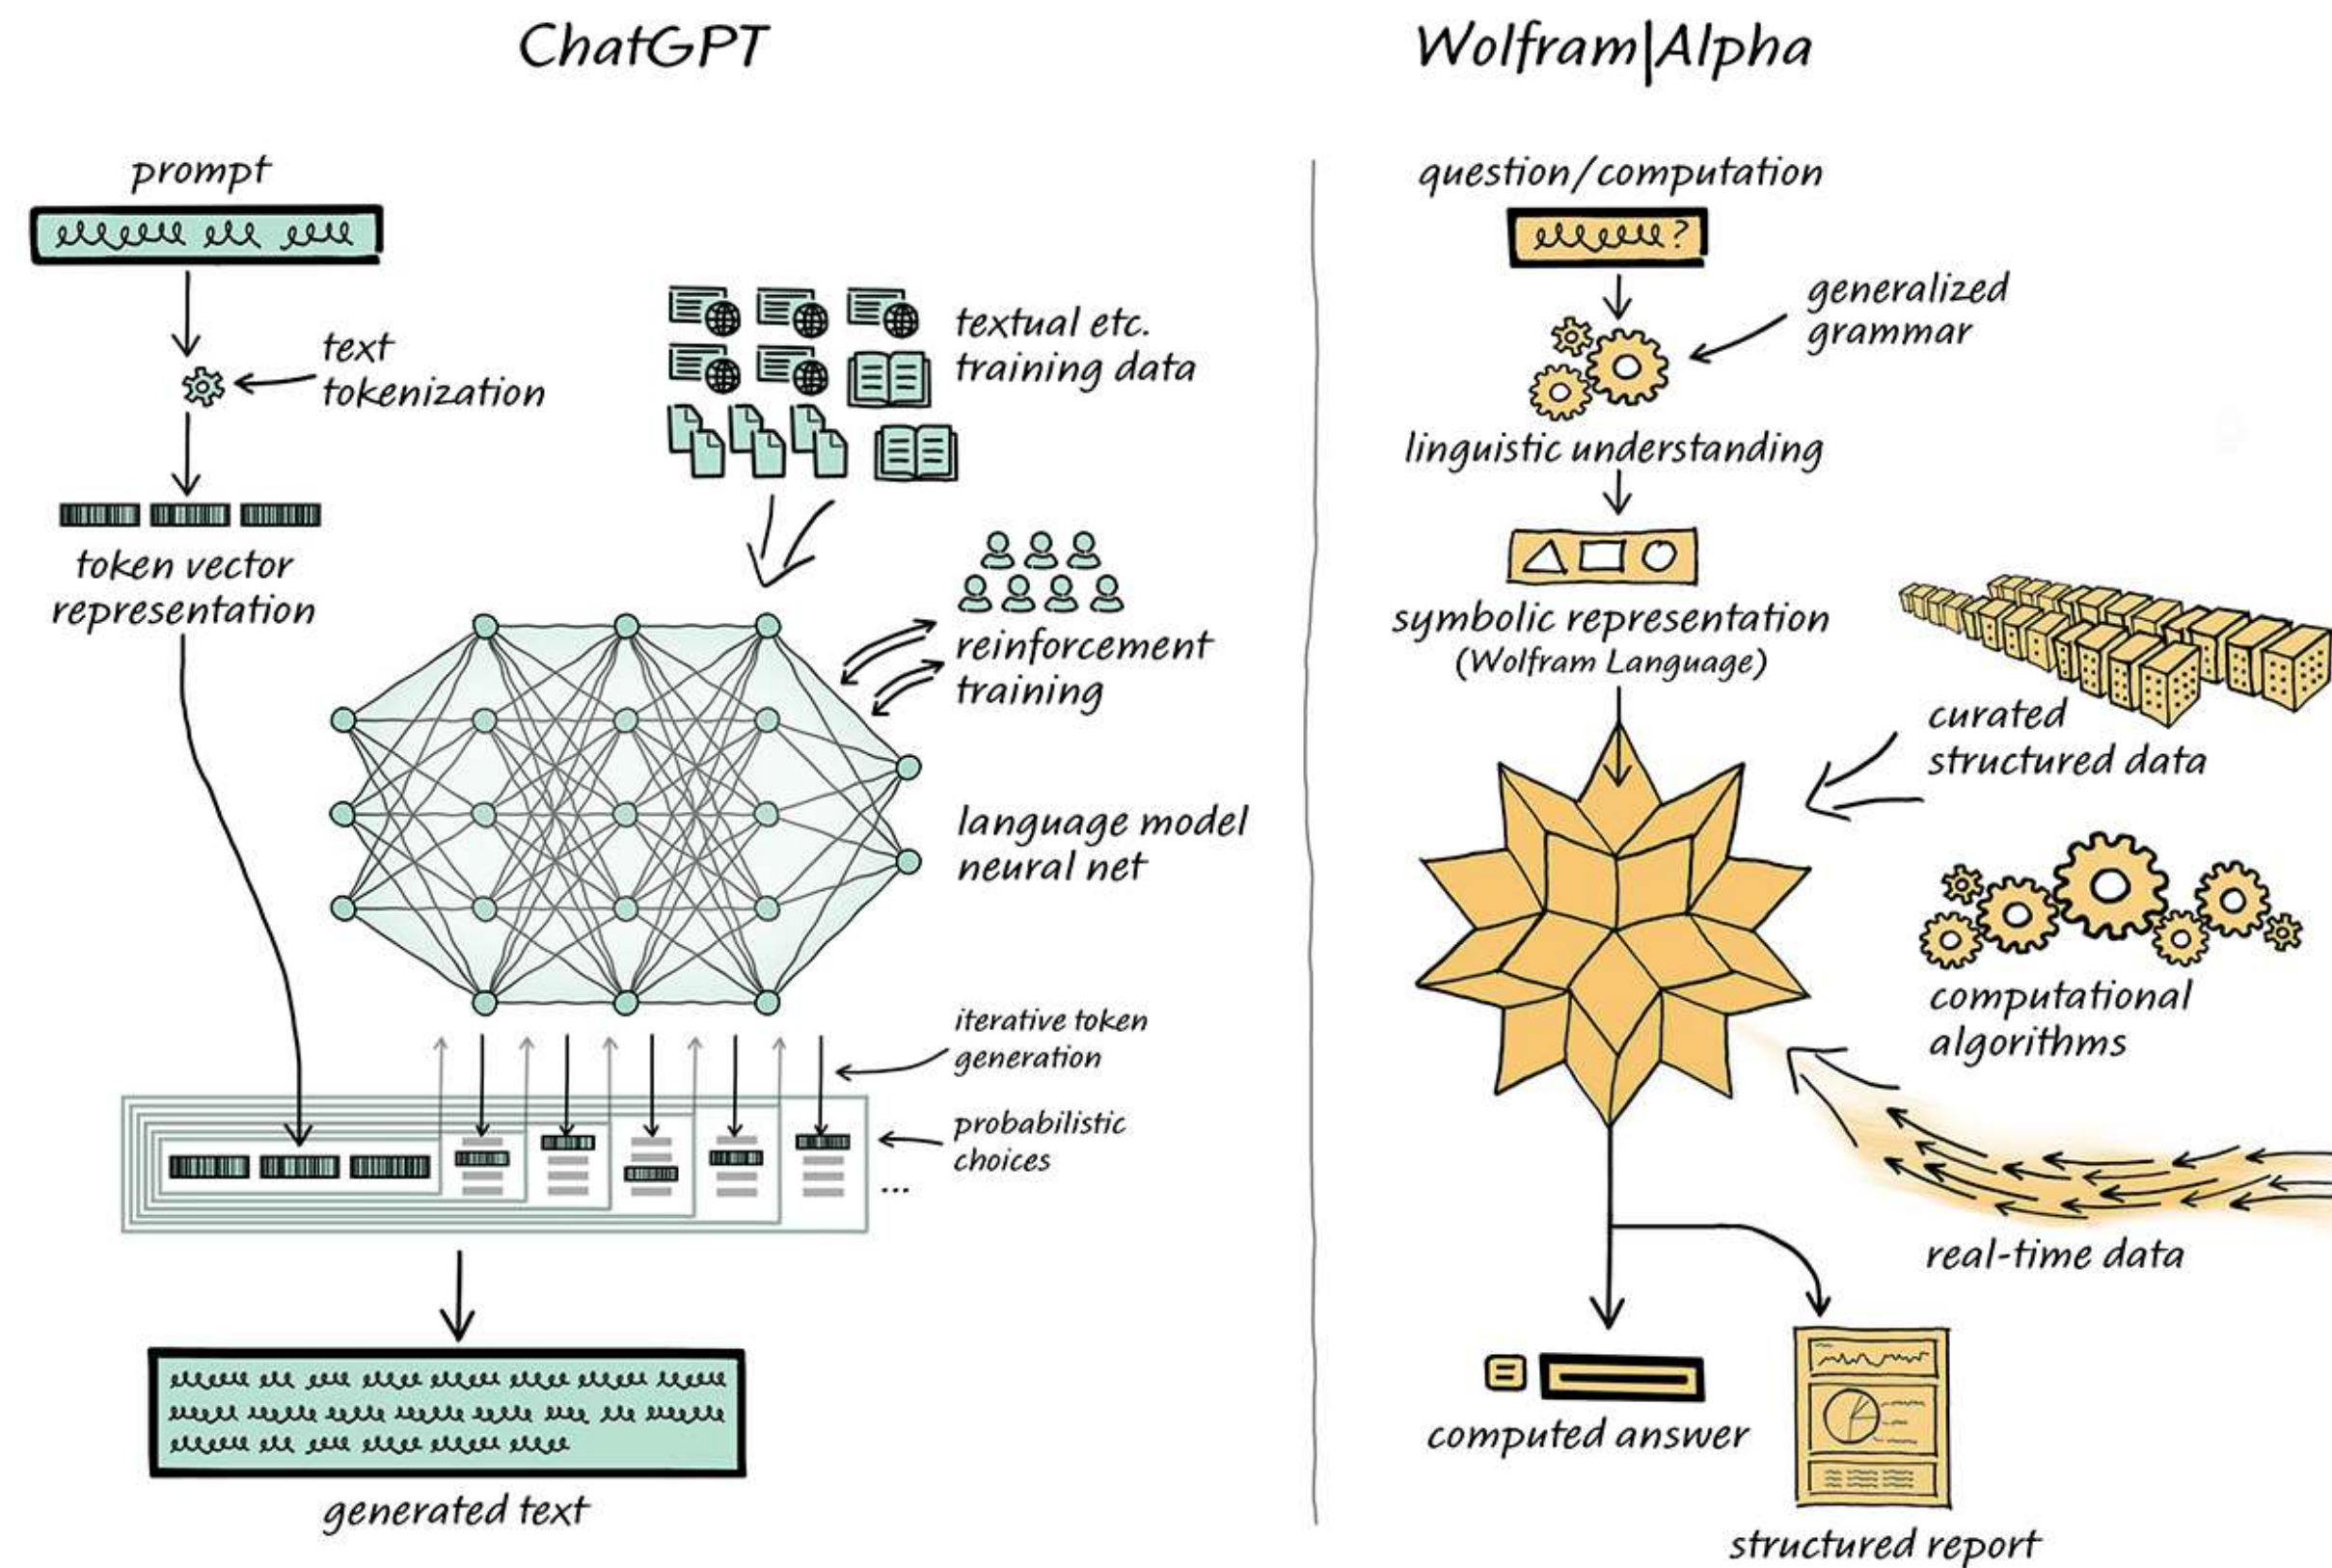 ChatGPT
prompt
text
tokenization
token vector
representation
textual etc.
training data
reinforcement
training
language model
neural net
iterative token
generation
probabilistic
choices
...
generated text
Wolfram|Alpha
question/computation
?
generalized
grammar
linguistic understanding
symbolic representation
(Wolfram Language)
curated
structured data
computational
algorithms
real-time data
computed answer
structured report